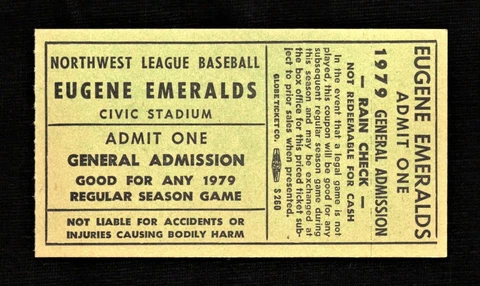 NORTHWEST LEAGUE BASEBALL
EUGENE EMERALDS
CIVIC STADIUM
ADMIT ONE
GENERAL ADMISSION
GOOD FOR ANY 1979
REGULAR SEASON GAME
NOT LIABLE FOR ACCIDENTS OR
INJURIES CAUSING BODILY HARM
EUGENE EMERALDS
ADMIT ONE
1979 GENERAL ADMISSION
— RAIN CHECK —
NOT REDEEMABLE FOR CASH
In the event that a legal game is not
played, this coupon will be good for any
subsequent regular season game during
this season and may be exchanged at
the box office for this priced ticket sub-
ject to prior sales when presented.
GLOBE TICKET CO. S 260